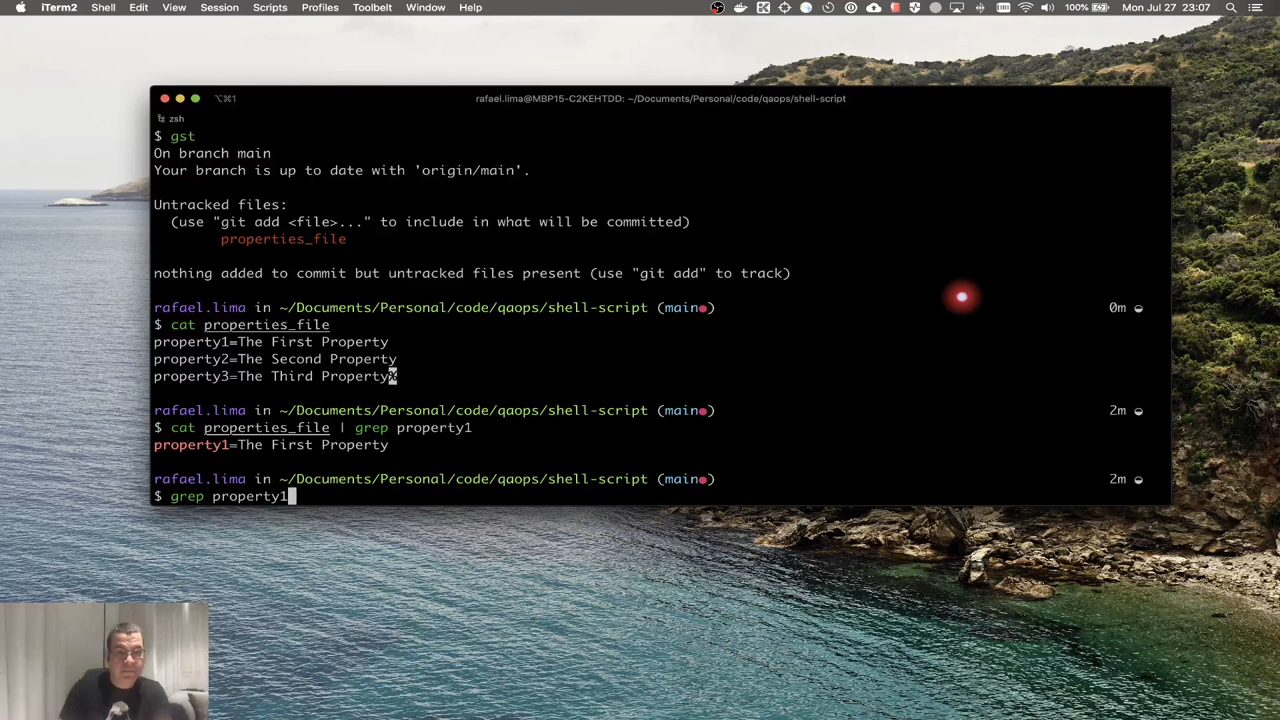 iTerm2 Shell Edit View Session Scripts Profiles Toolbelt Window Help 100% Mon Jul 27 23:07
⌥⌘1 rafael.lima@MBP15-C2KEHTDD: ~/Documents/Personal/code/qaops/shell-script
zsh
$ gst
On branch main
Your branch is up to date with 'origin/main'.
Untracked files:
(use "git add <file>..." to include in what will be committed)
properties_file
nothing added to commit but untracked files present (use "git add" to track)
rafael.lima in ~/Documents/Personal/code/qaops/shell-script (main●) 0m
$ cat properties_file
property1=The First Property
property2=The Second Property
property3=The Third Property%
rafael.lima in ~/Documents/Personal/code/qaops/shell-script (main●) 2m
$ cat properties_file | grep property1
property1=The First Property
rafael.lima in ~/Documents/Personal/code/qaops/shell-script (main●) 2m
$ grep property1